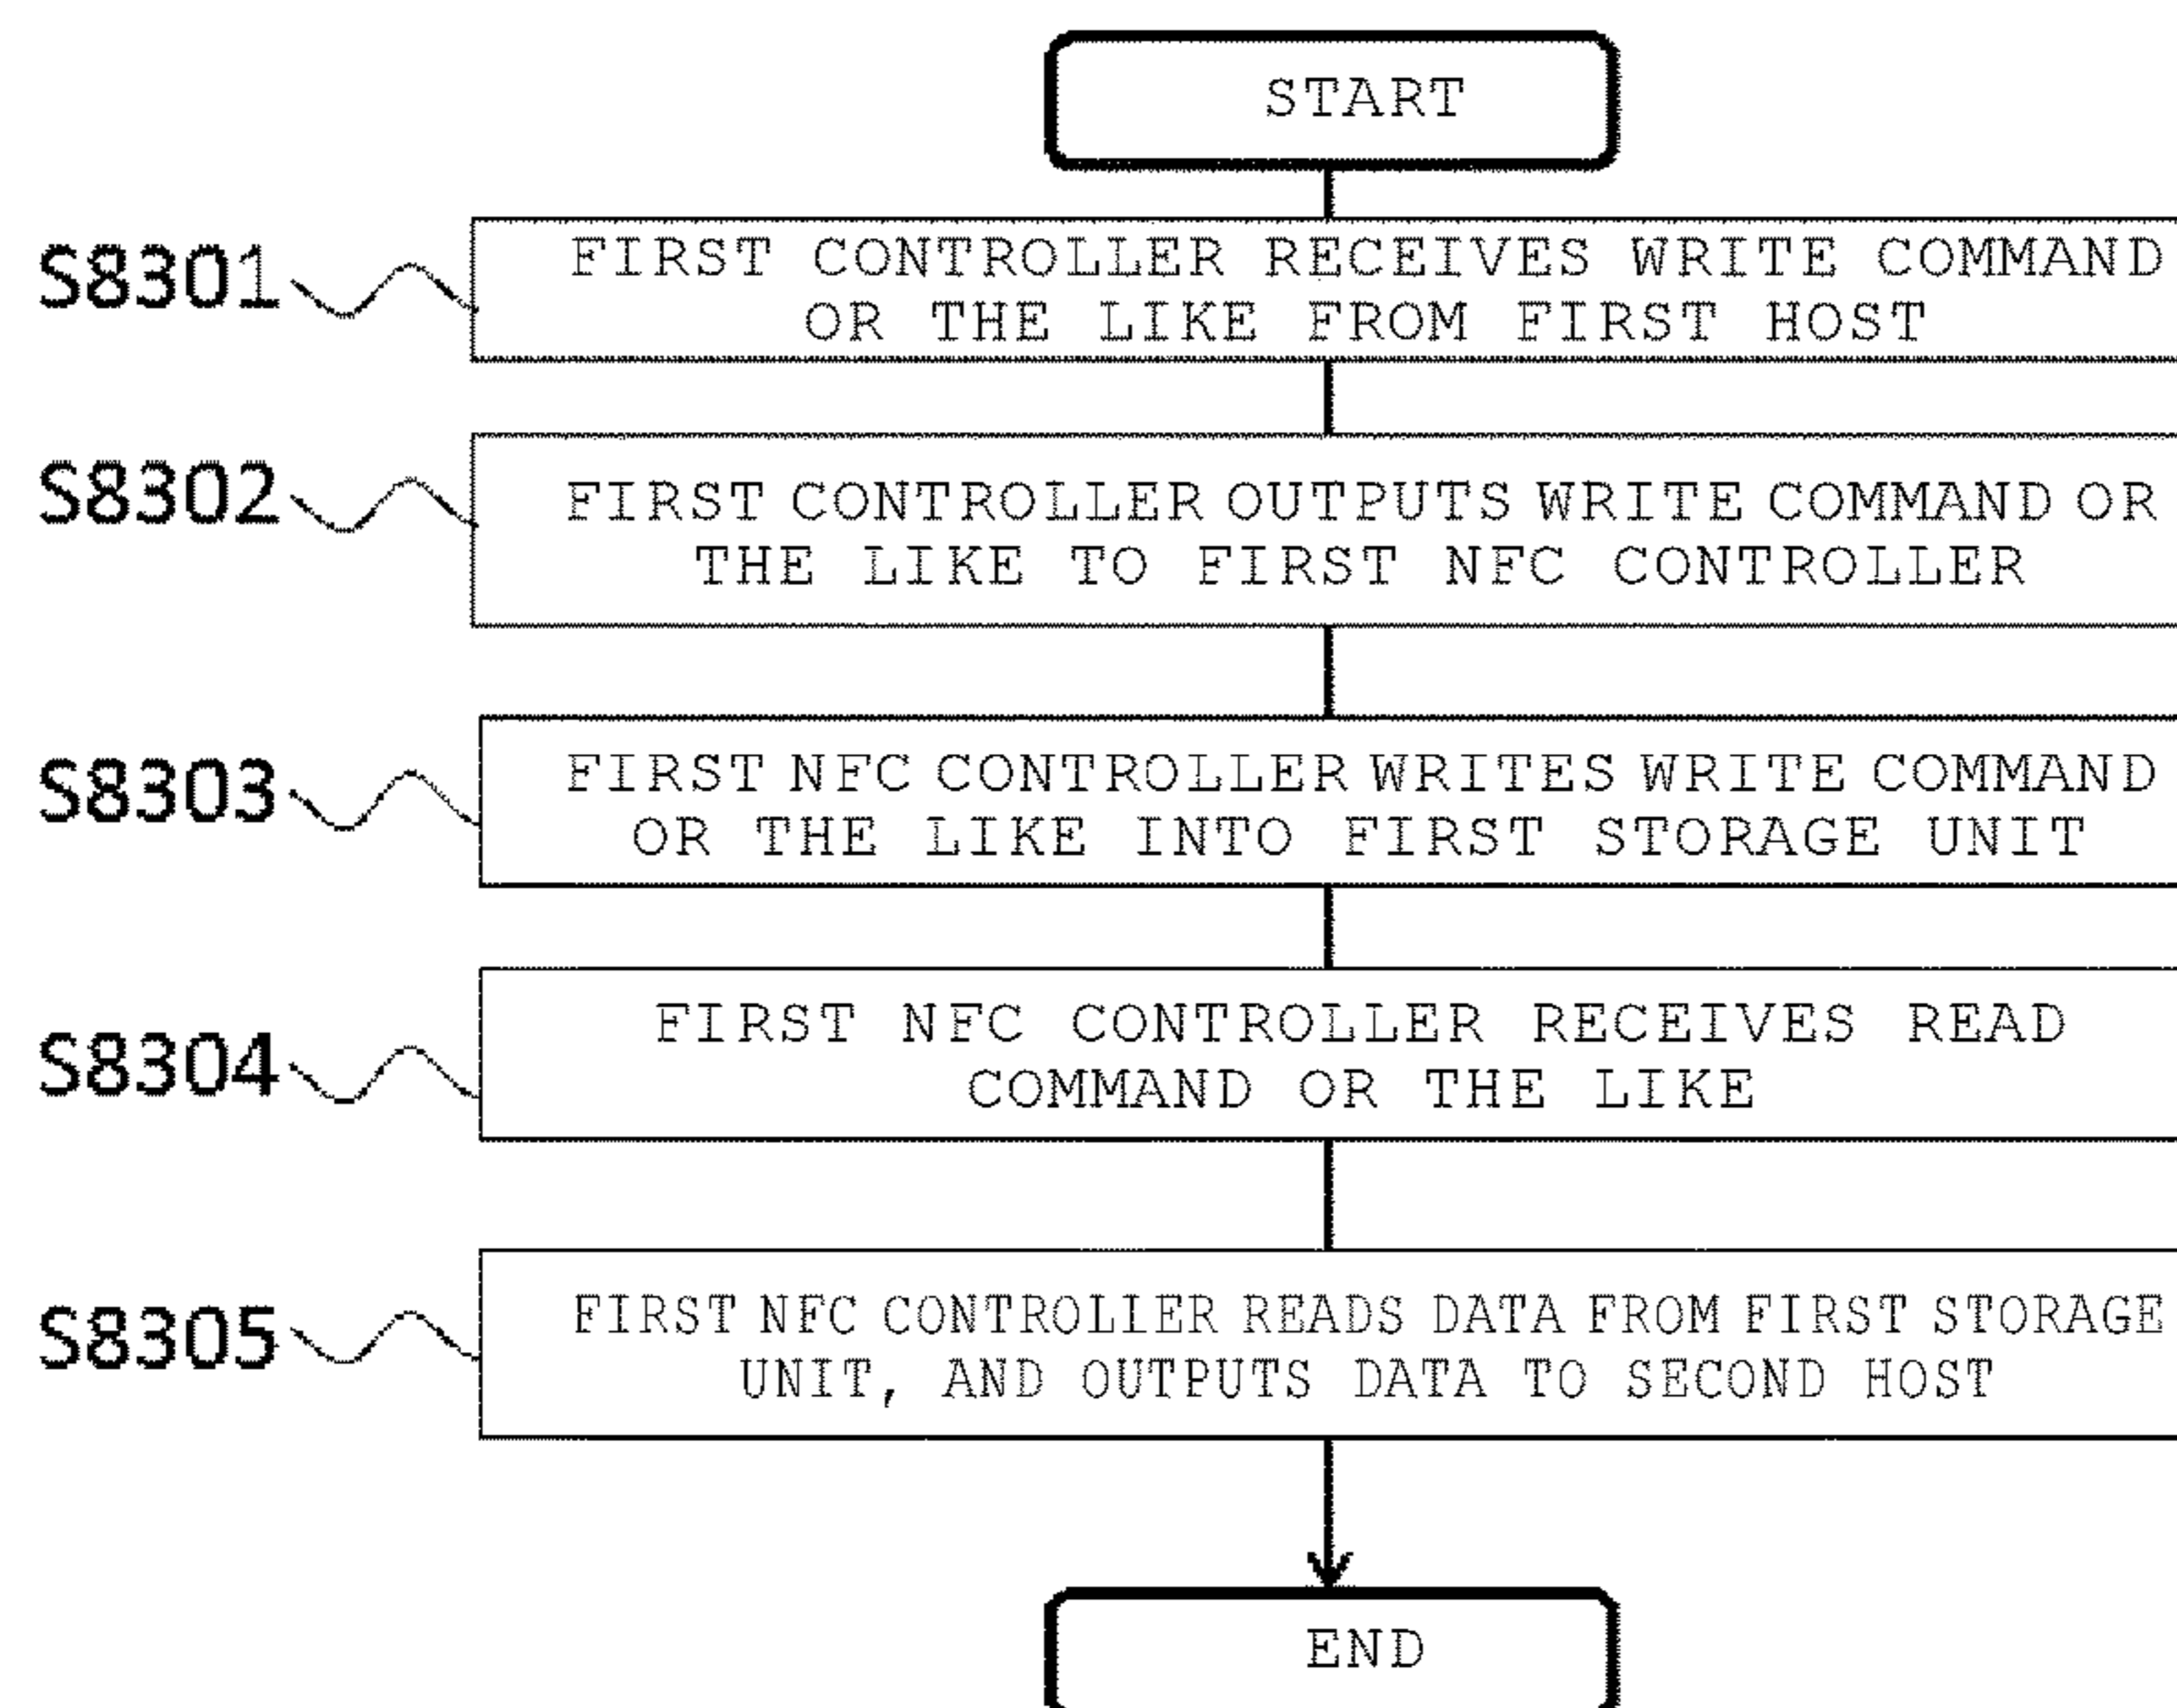 START
S8301
FIRST CONTROLLER RECEIVES WRITE COMMAND
OR THE LIKE FROM FIRST HOST
S8302
FIRST CONTROLLER OUTPUTS WRITE COMMAND OR
THE LIKE TO FIRST NFC CONTROLLER
S8303
FIRST NFC CONTROLLER WRITES WRITE COMMAND
OR THE LIKE INTO FIRST STORAGE UNIT
S8304
FIRST NFC CONTROLLER RECEIVES READ
COMMAND OR THE LIKE
S8305
FIRST NFC CONTROLLER READS DATA FROM FIRST STORAGE
UNIT, AND OUTPUTS DATA TO SECOND HOST
END